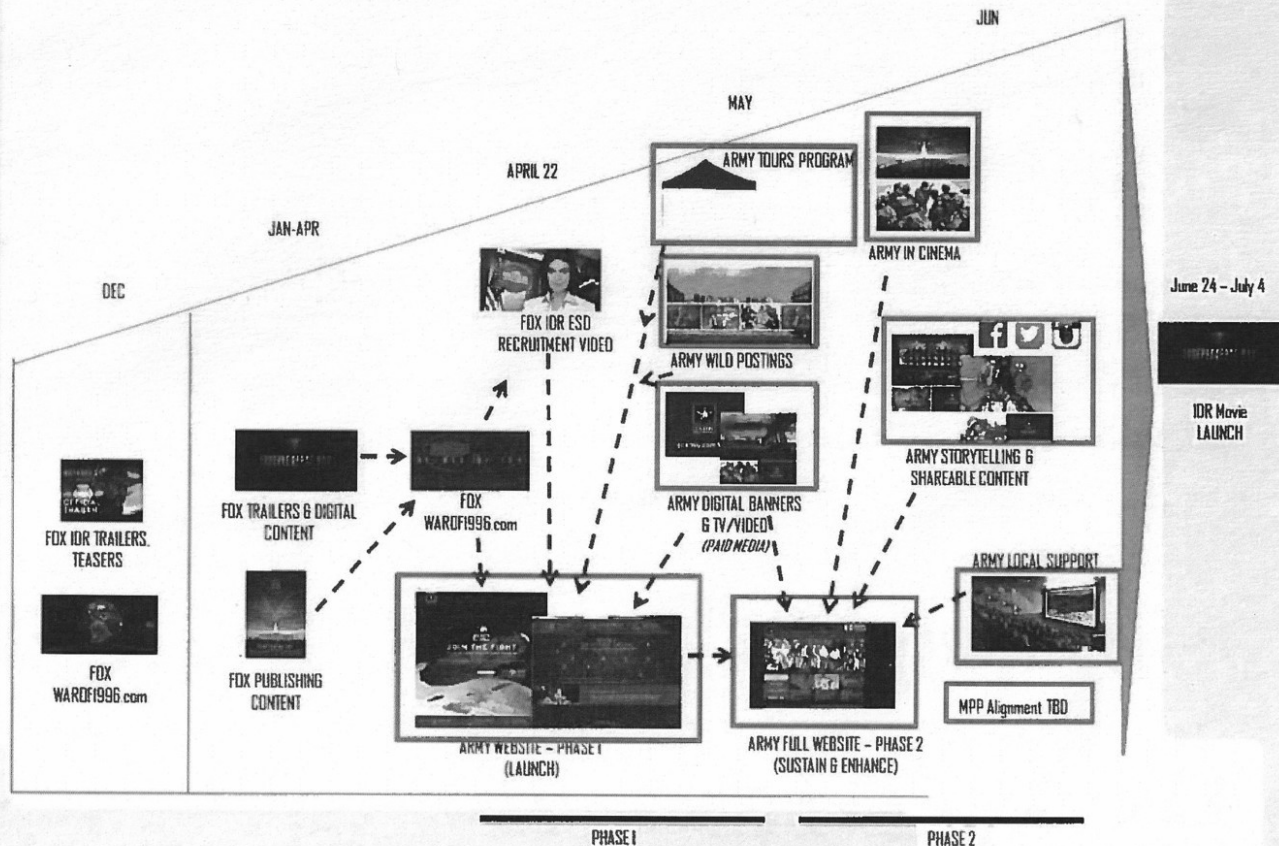 JUN
MAY
APRIL 22
JAN-APR
DEC
ARMY TOURS PROGRAM
ARMY IN CINEMA
June 24 – July 4
FOX IDR ESD
RECRUITMENT VIDEO
ARMY WILD POSTINGS
IDR Movie
LAUNCH
FOX IDR TRAILERS,
TEASERS
FOX TRAILERS & DIGITAL
CONTENT
FOX
WAROF1996.com
ARMY DIGITAL BANNERS
& TV/VIDEO
(PAID MEDIA)
ARMY STORYTELLING &
SHAREABLE CONTENT
FOX
WAROF1996.com
FOX PUBLISHING
CONTENT
JOIN THE FIGHT
ARMY LOCAL SUPPORT
MPP Alignment TBD
ARMY WEBSITE – PHASE 1
(LAUNCH)
ARMY FULL WEBSITE – PHASE 2
(SUSTAIN & ENHANCE)
PHASE 1
PHASE 2